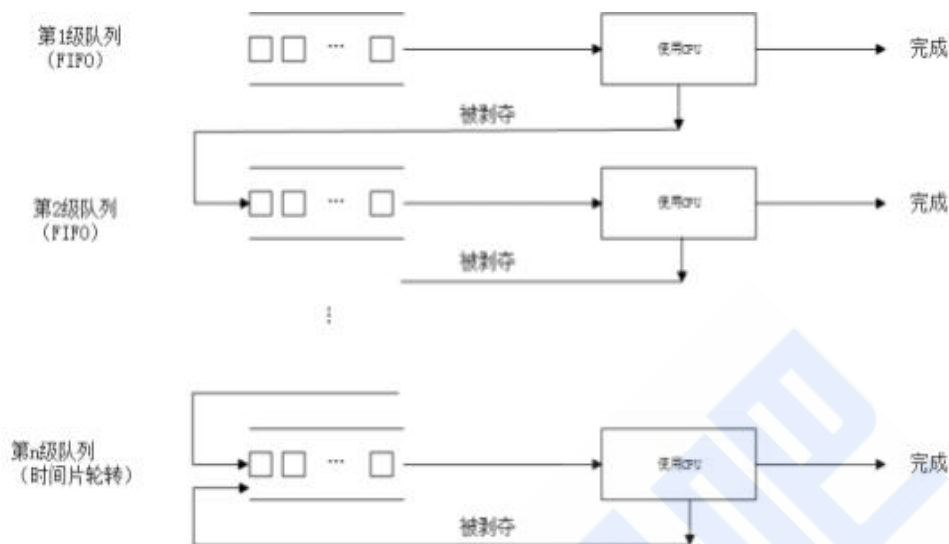 第1级队列
(FIFO)
...
使用CPU
完成
被剥夺
第2级队列
(FIFO)
...
使用CPU
完成
被剥夺
⋮
第n级队列
(时间片轮转)
...
使用CPU
完成
被剥夺